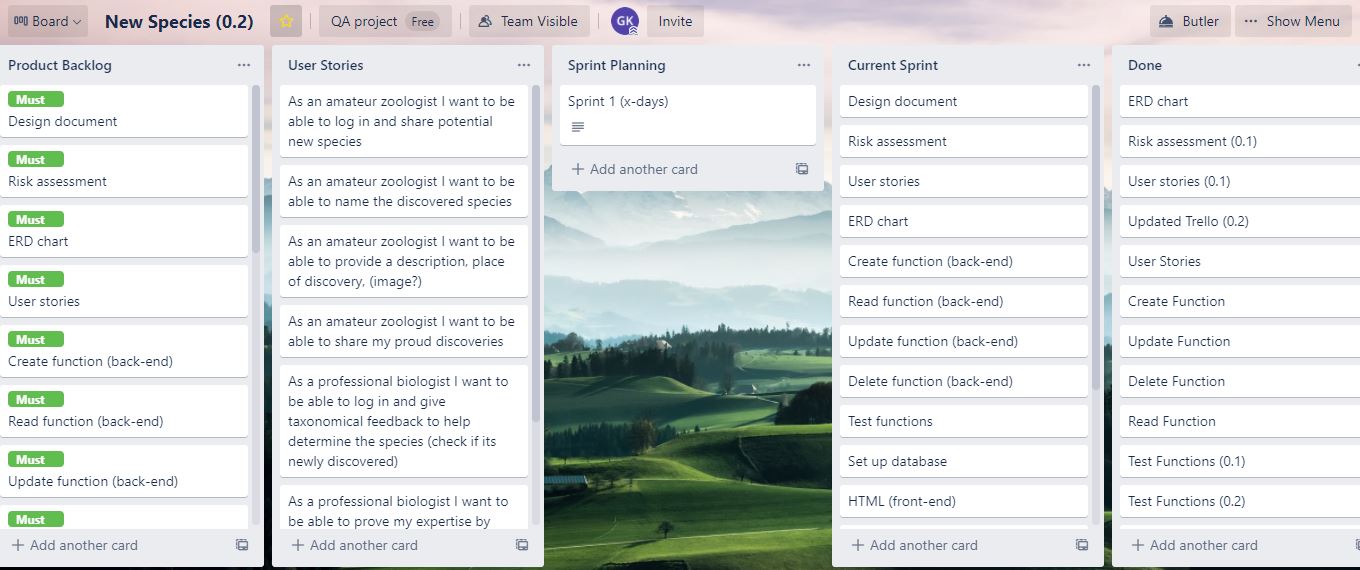 Board
New Species (0.2)
QA project Free
Team Visible
GK
Invite
Butler
Show Menu
Product Backlog
Must
Design document
Must
Risk assessment
Must
ERD chart
Must
User stories
Must
Create function (back-end)
Must
Read function (back-end)
Must
Update function (back-end)
Must
Add another card
User Stories
As an amateur zoologist I want to be
able to log in and share potential
new species
As an amateur zoologist I want to be
able to name the discovered species
As an amateur zoologist I want to be
able to provide a description, place
of discovery, (image?)
As an amateur zoologist I want to be
able to share my proud discoveries
As a professional biologist I want to
be able to log in and give
taxonomical feedback to help
determine the species (check if its
newly discovered)
As a professional biologist I want to
be able to prove my expertise by
Add another card
Sprint Planning
Sprint 1 (x-days)
Add another card
Current Sprint
Design document
Risk assessment
User stories
ERD chart
Create function (back-end)
Read function (back-end)
Update function (back-end)
Delete function (back-end)
Test functions
Set up database
HTML (front-end)
Add another card
Done
ERD chart
Risk assessment (0.1)
User stories (0.1)
Updated Trello (0.2)
User Stories
Create Function
Update Function
Delete Function
Read Function
Test Functions (0.1)
Test Functions (0.2)
Add another card